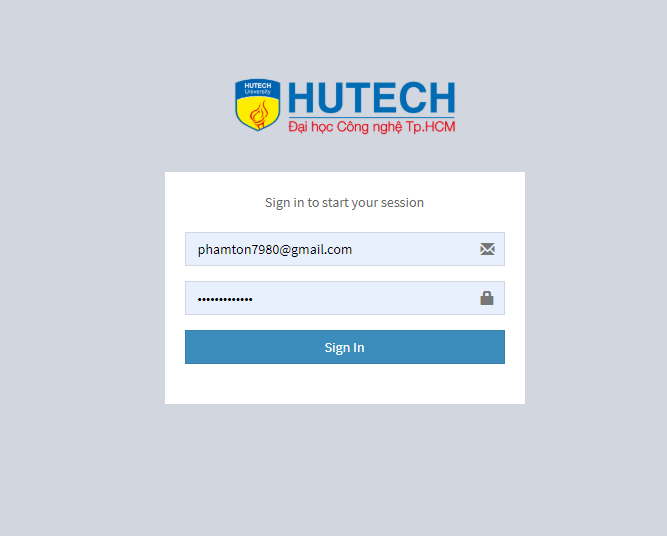 HUTECH
University
HUTECH
Đại học Công nghệ Tp.HCM
Sign in to start your session
phamton7980@gmail.com
•••••••••••••
Sign In